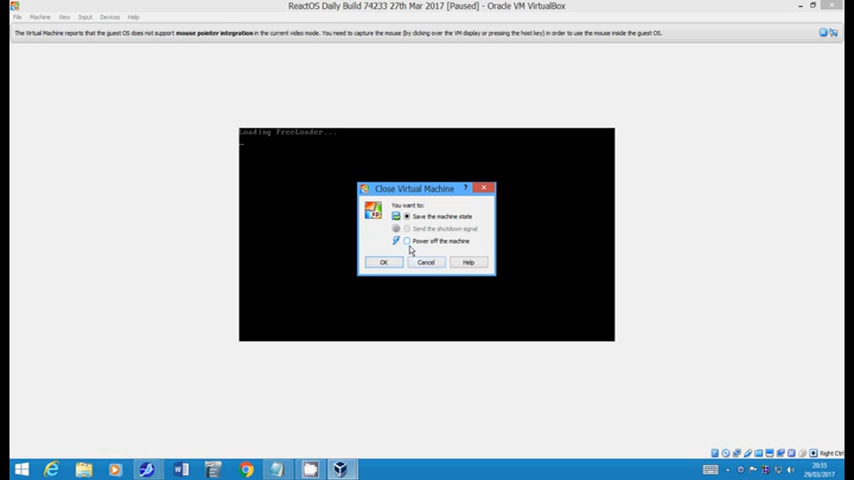 ReactOS Daily Build 74233 27th Mar 2017 [Paused] - Oracle VM VirtualBox
File Machine View Input Devices Help
The Virtual Machine reports that the guest OS does not support mouse pointer integration in the current video mode. You need to capture the mouse (by clicking over the VM display or pressing the host key) in order to use the mouse inside the guest OS.
Loading FreeLoader...
Close Virtual Machine
You want to:
Save the machine state
Send the shutdown signal
Power off the machine
OK Cancel Help
Right Ctrl
20:55
29/03/2017